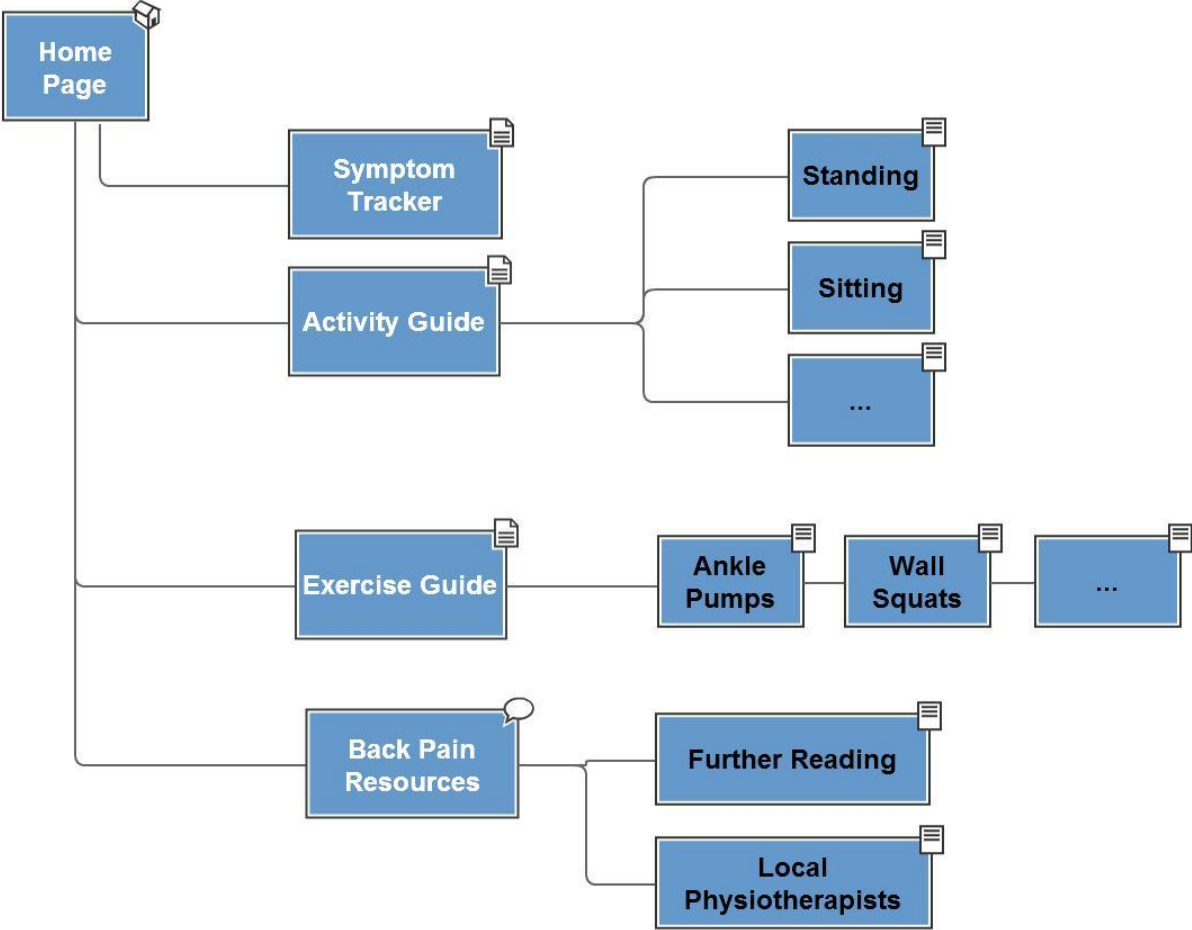 Home
Page
Symptom
Tracker
Standing
Activity Guide
Sitting
...
Exercise Guide
Ankle
Pumps
Wall
Squats
...
Back Pain
Resources
Further Reading
Local
Physiotherapists